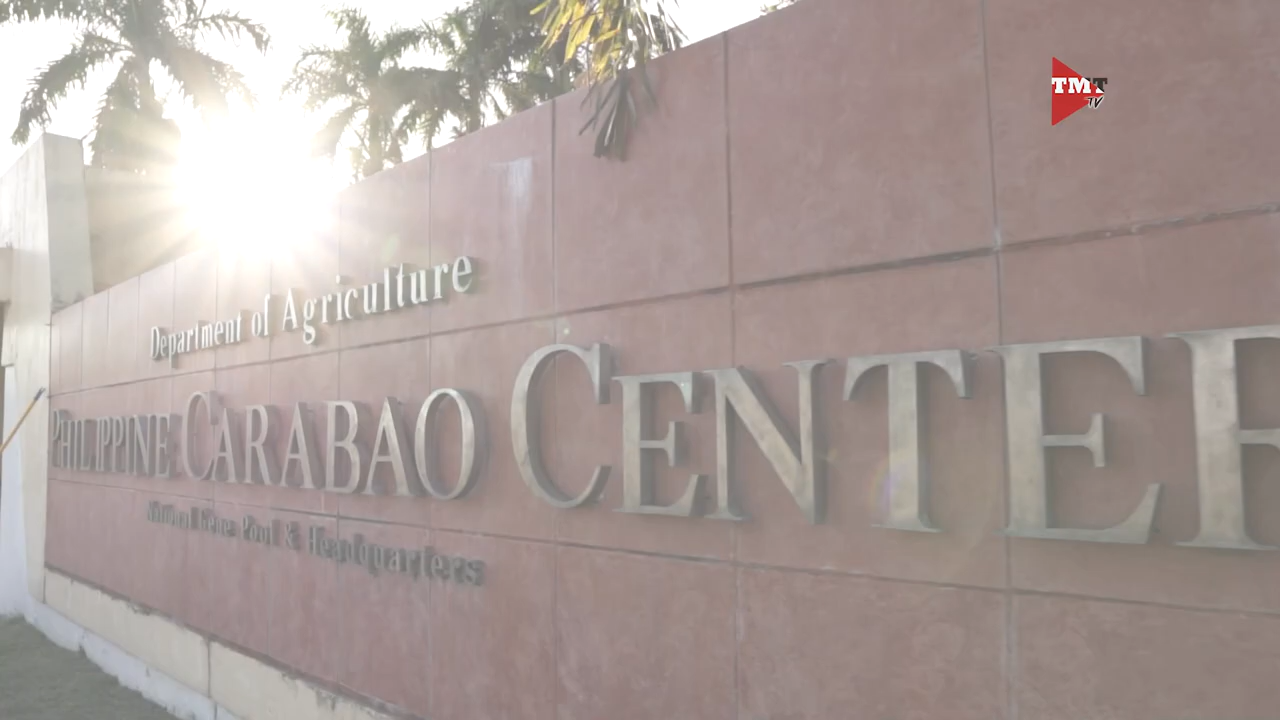 TMT
TV
Department of Agriculture
PHILIPPINE CARABAO CENTER
National Gene Pool & Headquarters